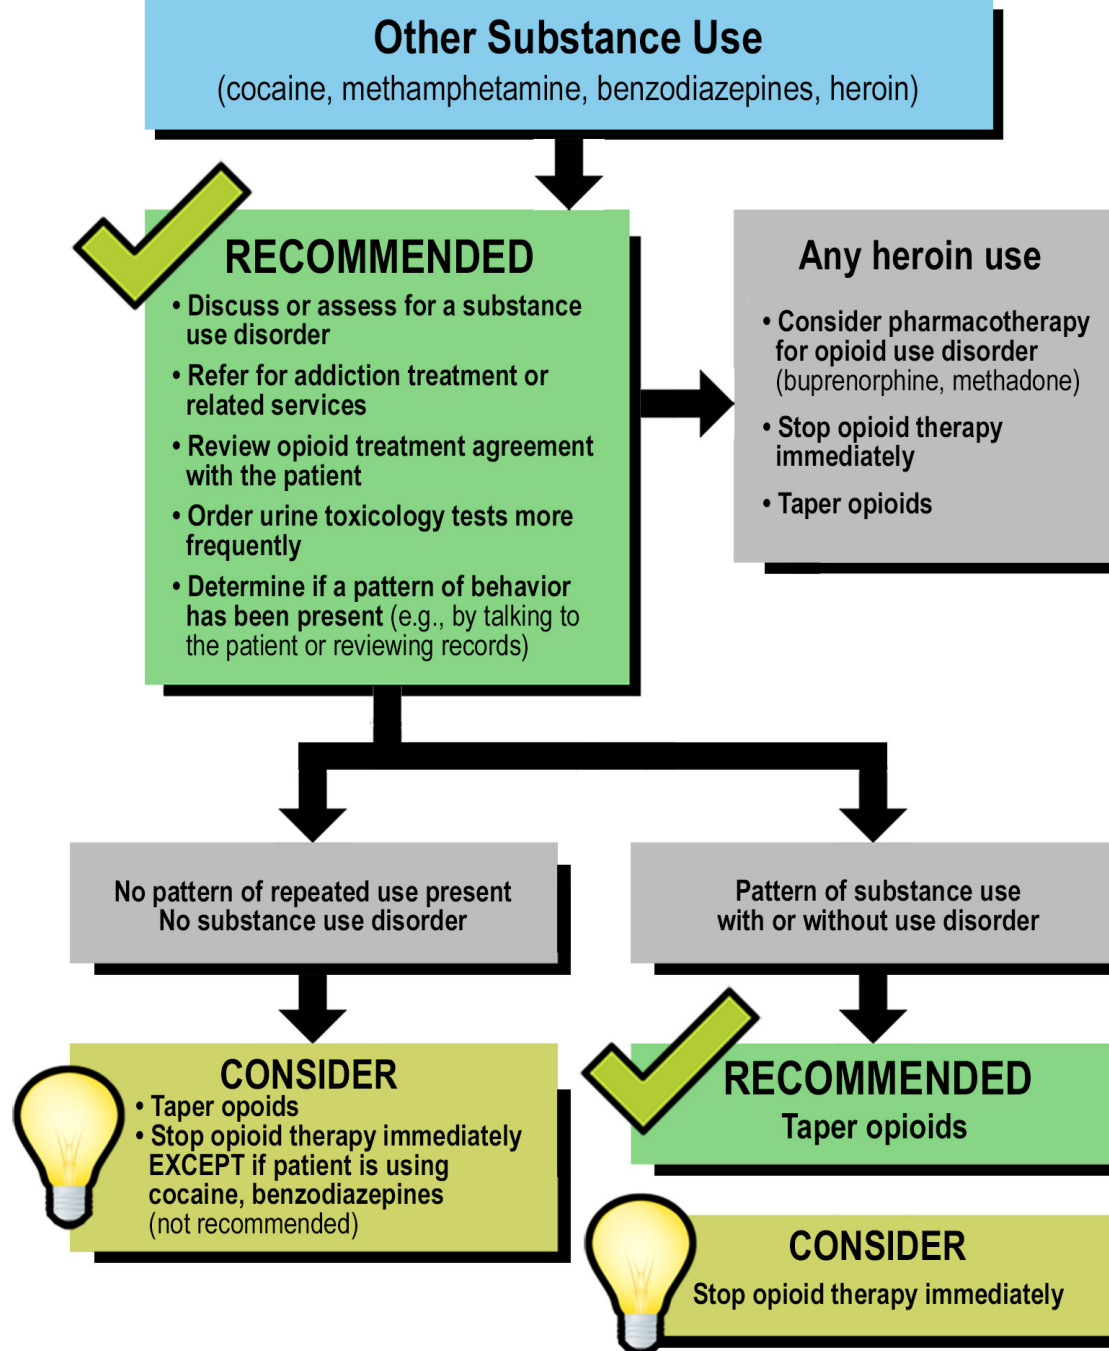 Other Substance Use
(cocaine, methamphetamine, benzodiazepines, heroin)
RECOMMENDED
• Discuss or assess for a substance
use disorder
• Refer for addiction treatment or
related services
• Review opioid treatment agreement
with the patient
• Order urine toxicology tests more
frequently
• Determine if a pattern of behavior
has been present (e.g., by talking to
the patient or reviewing records)
Any heroin use
• Consider pharmacotherapy
for opioid use disorder
(buprenorphine, methadone)
• Stop opioid therapy
immediately
• Taper opioids
No pattern of repeated use present
No substance use disorder
Pattern of substance use
with or without use disorder
CONSIDER
• Taper opoids
• Stop opioid therapy immediately
EXCEPT if patient is using
cocaine, benzodiazepines
(not recommended)
RECOMMENDED
Taper opioids
CONSIDER
Stop opioid therapy immediately